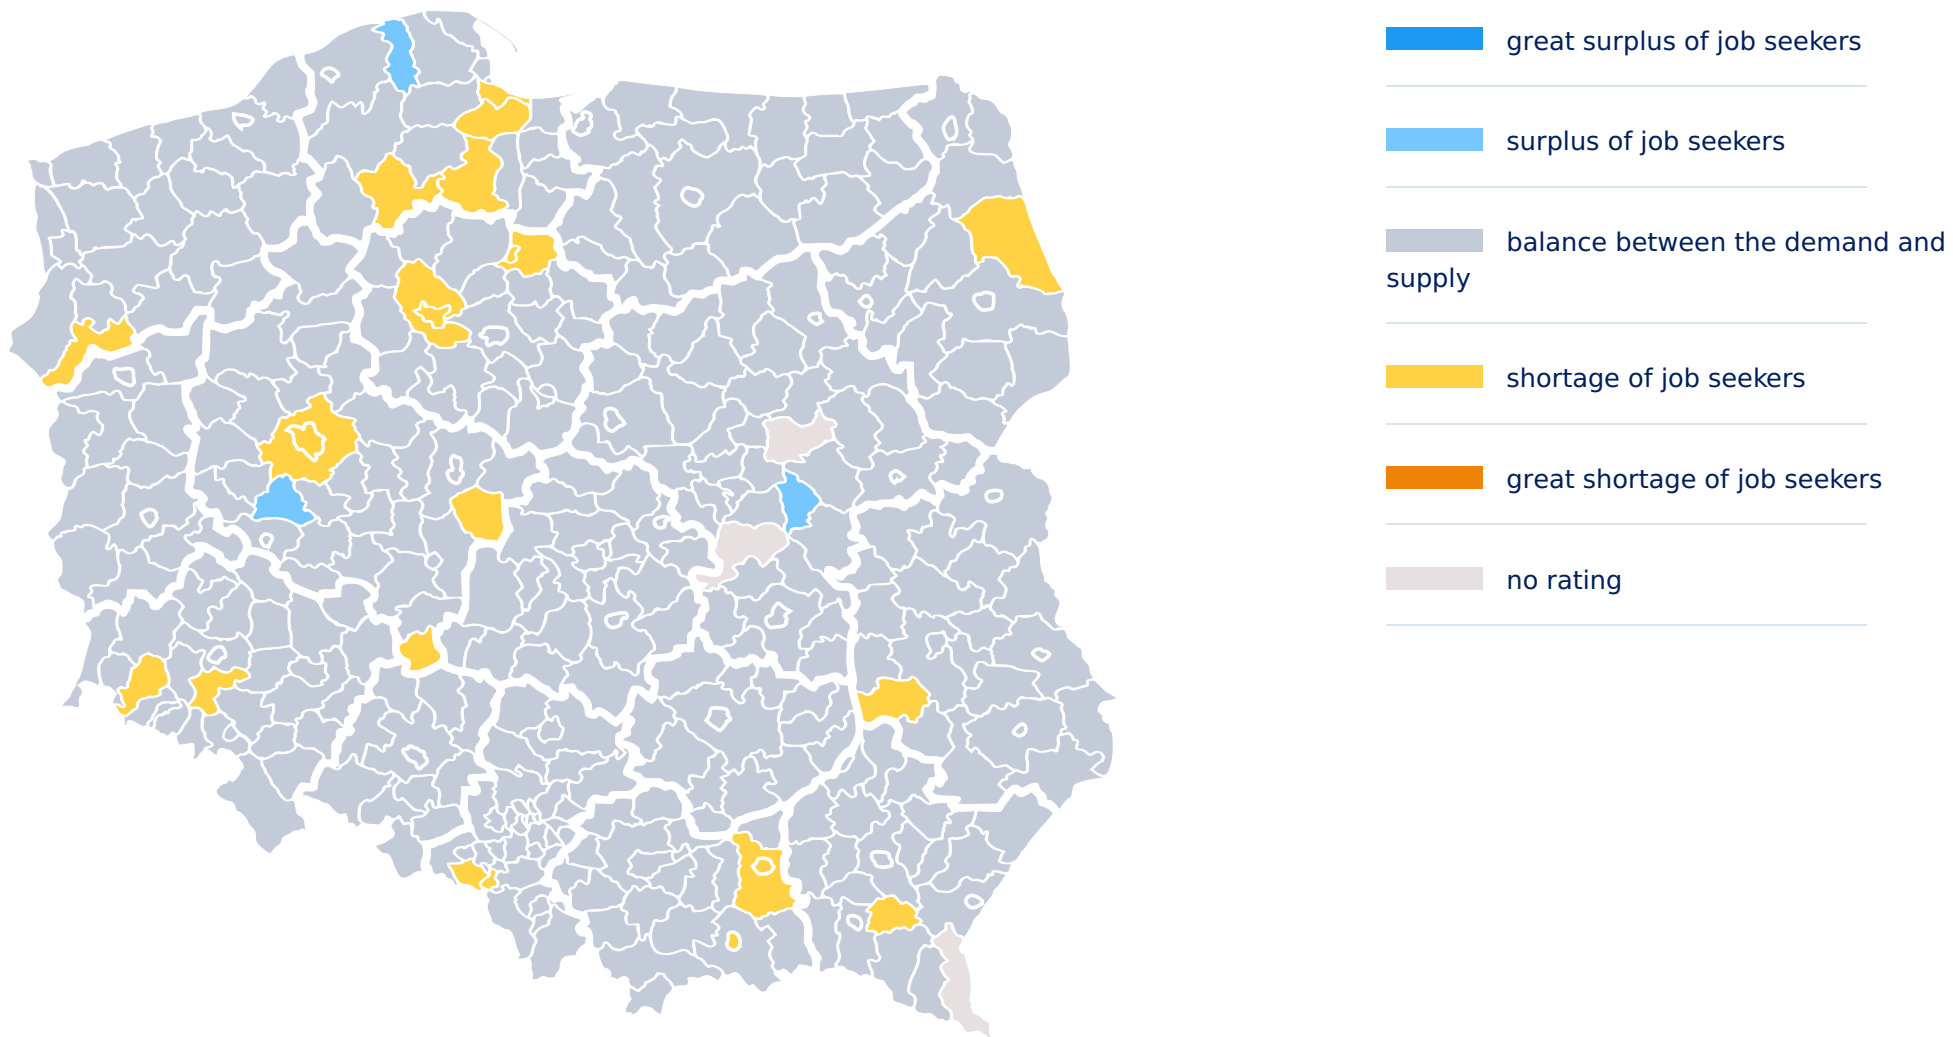 great surplus of job seekers
surplus of job seekers
balance between the demand and
supply
shortage of job seekers
great shortage of job seekers
no rating